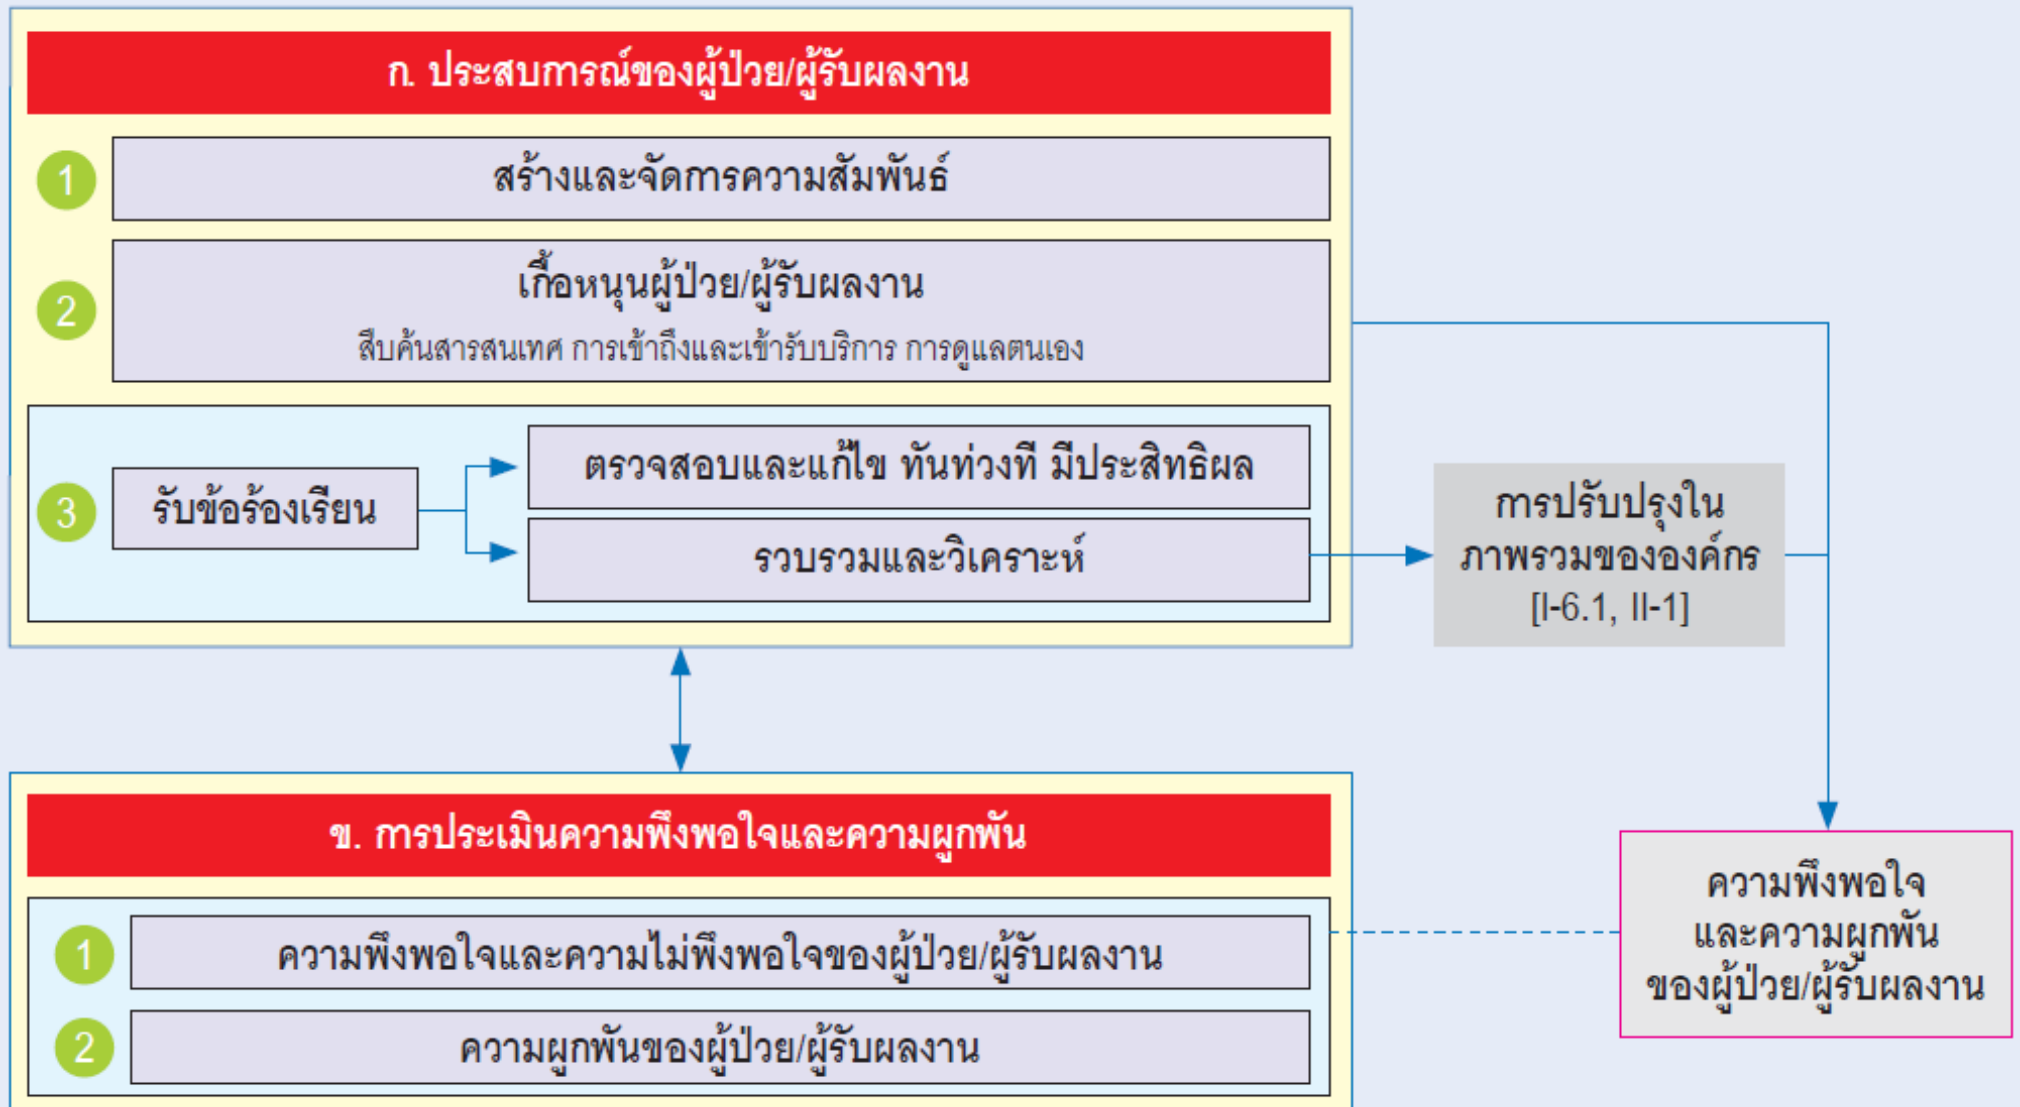 ก. ประสบการณ์ของผู้ป่วย/ผู้รับผลงาน
1
สร้างและจัดการความสัมพันธ์
2
เกื้อหนุนผู้ป่วย/ผู้รับผลงาน
สืบค้นสารสนเทศ การเข้าถึงและเข้ารับบริการ การดูแลตนเอง
3
รับข้อร้องเรียน
ตรวจสอบและแก้ไข ทันท่วงที มีประสิทธิผล
รวบรวมและวิเคราะห์
การปรับปรุงใน
ภาพรวมขององค์กร
[I-6.1, II-1]
ข. การประเมินความพึงพอใจและความผูกพัน
1
ความพึงพอใจและความไม่พึงพอใจของผู้ป่วย/ผู้รับผลงาน
2
ความผูกพันของผู้ป่วย/ผู้รับผลงาน
ความพึงพอใจ
และความผูกพัน
ของผู้ป่วย/ผู้รับผลงาน